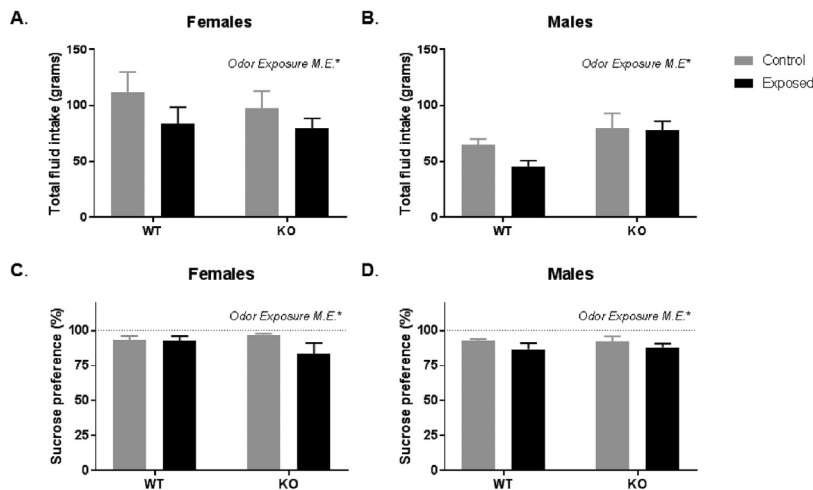 A.
Females
Total fluid intake (grams)
150
100
50
0
Odor Exposure M.E.*
WT
KO
B.
Males
Total fluid intake (grams)
150
100
50
0
Odor Exposure M.E*
WT
KO
Control
Exposed
C.
Females
Sucrose preference (%)
100
75
50
25
0
Odor Exposure M.E.*
WT
KO
D.
Males
Sucrose preference (%)
100
75
50
25
0
Odor Exposure M.E.*
WT
KO